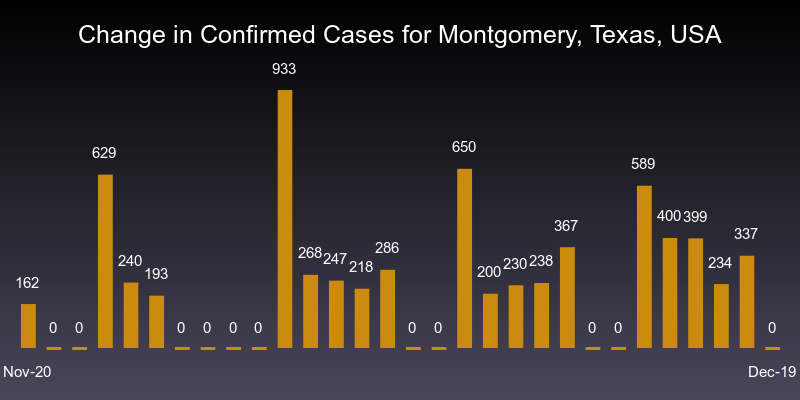 Change in Confirmed Cases for Montgomery, Texas, USA
162 0 0 629 240 193 0 0 0 0 933 268 247 218 286 0 0 650 200 230 238 367 0 0 589 400 399 234 337 0
Nov-20 Dec-19